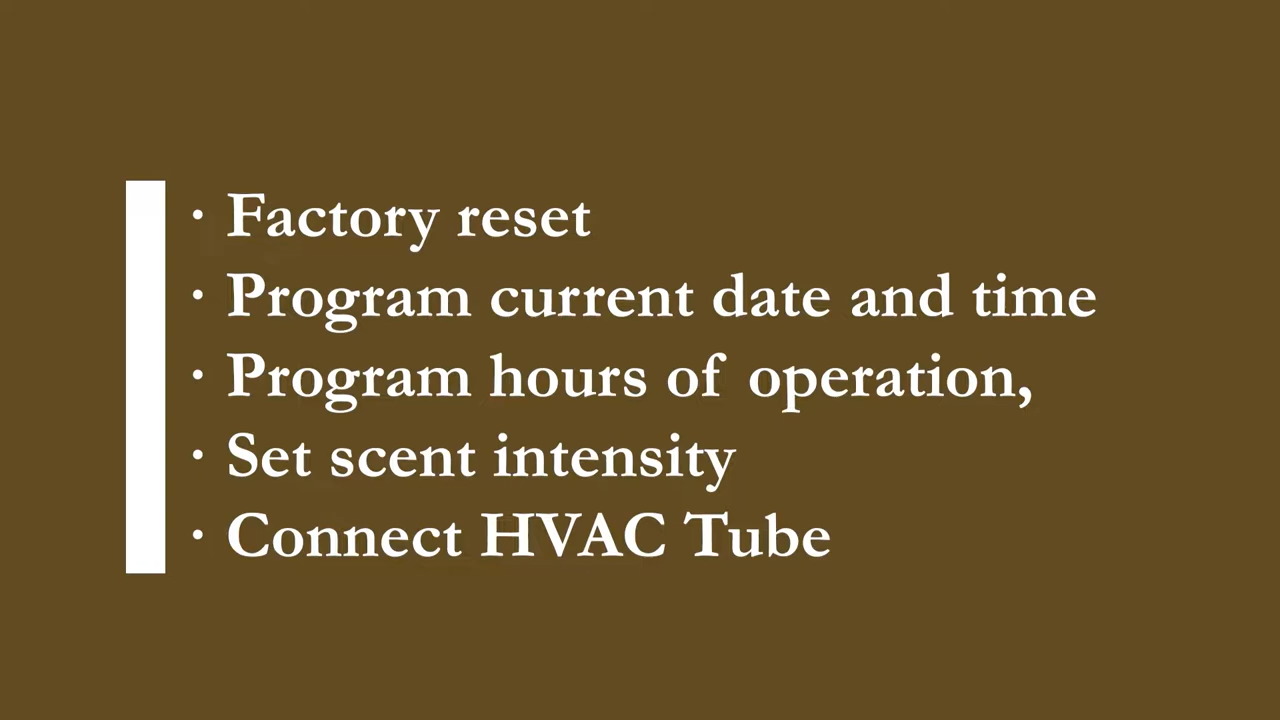 · Factory reset
· Program current date and time
· Program hours of operation,
· Set scent intensity
· Connect HVAC Tube